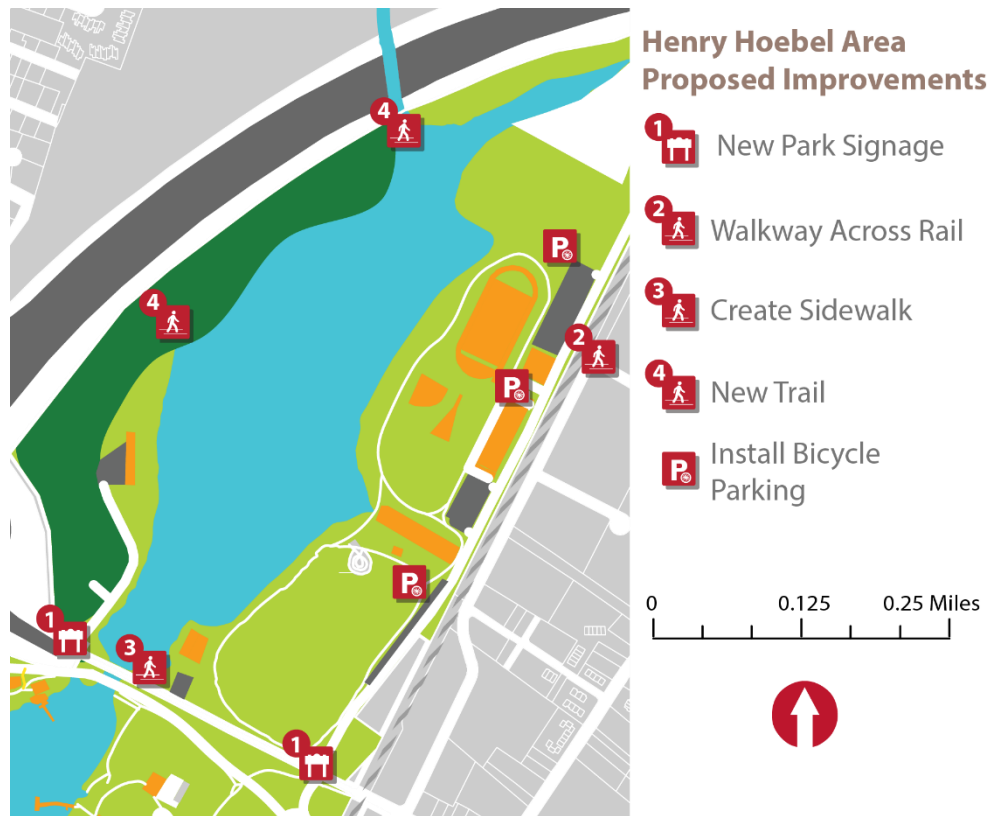 Henry Hoebel Area
Proposed Improvements
1
New Park Signage
2
Walkway Across Rail
3
Create Sidewalk
4
New Trail
P
Install Bicycle
Parking
0 0.125 0.25 Miles
4
4
P
2
P
P
1
3
1